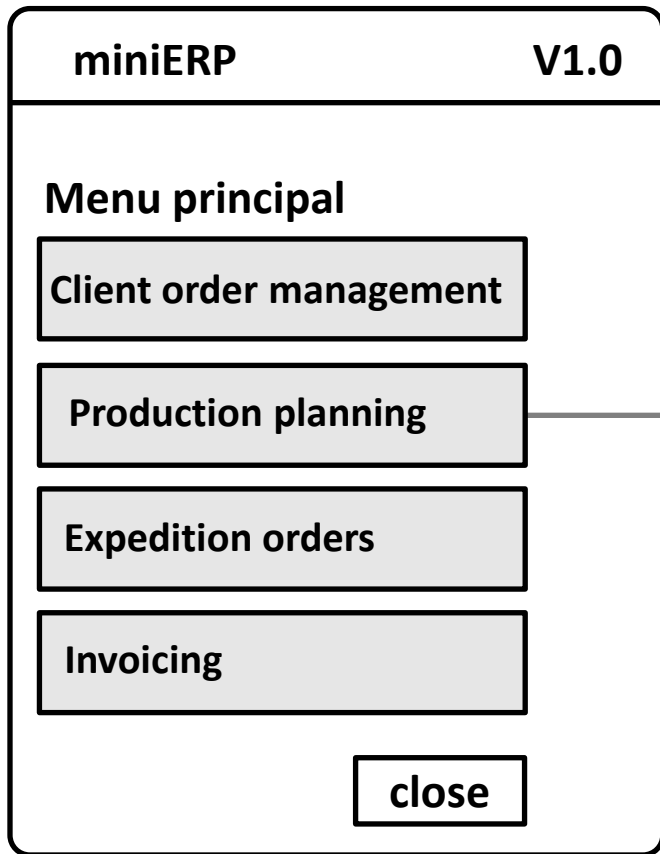 miniERP V1.0
Menu principal
Client order management
Production planning
Expedition orders
Invoicing
close